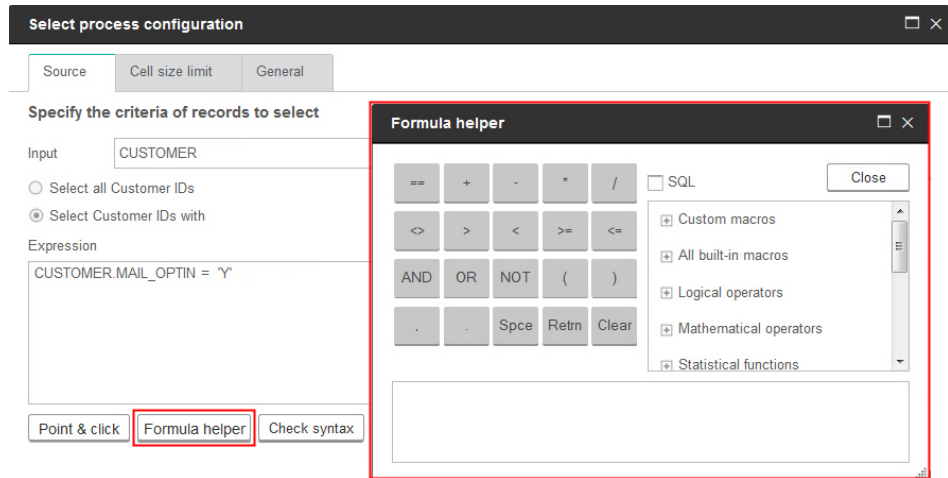 Select process configuration
Source Cell size limit General
Specify the criteria of records to select
Input CUSTOMER
Select all Customer IDs
Select Customer IDs with
Expression
CUSTOMER.MAIL_OPTIN = 'Y'
Point & click Formula helper Check syntax
Formula helper
== + - * /
<> > < >= <=
AND OR NOT ( )
, . Spce Retrn Clear
SQL Close
Custom macros
All built-in macros
Logical operators
Mathematical operators
Statistical functions